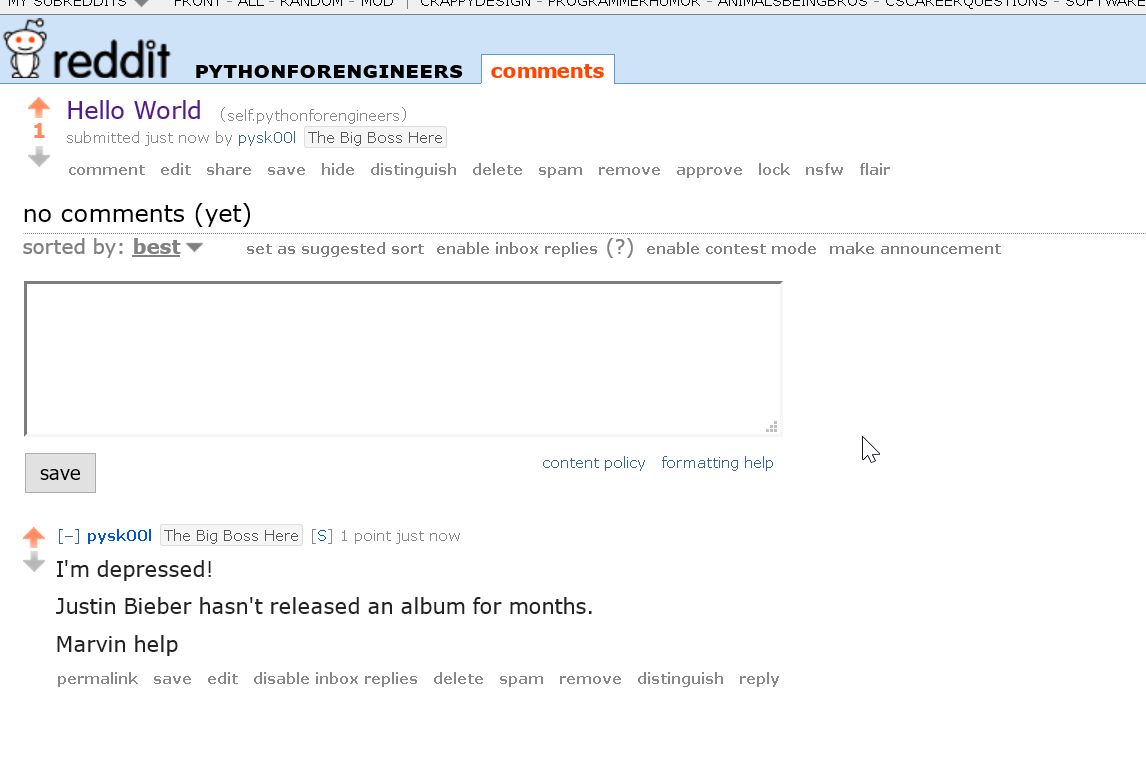 MY SUBREDDITS FRONT - ALL - RANDOM - MOD | CRAPPYDESIGN - PROGRAMMERHUMOR - ANIMALSBEINGBROS - CSCAREERQUESTIONS - SOFTWARE
reddit PYTHONFORENGINEERS comments
Hello World (self.pythonforengineers)
1
submitted just now by pysk00l The Big Boss Here
comment edit share save hide distinguish delete spam remove approve lock nsfw flair
no comments (yet)
sorted by: best set as suggested sort enable inbox replies (?) enable contest mode make announcement
content policy formatting help
save
[–] pysk00l The Big Boss Here [S] 1 point just now
I'm depressed!
Justin Bieber hasn't released an album for months.
Marvin help
permalink save edit disable inbox replies delete spam remove distinguish reply